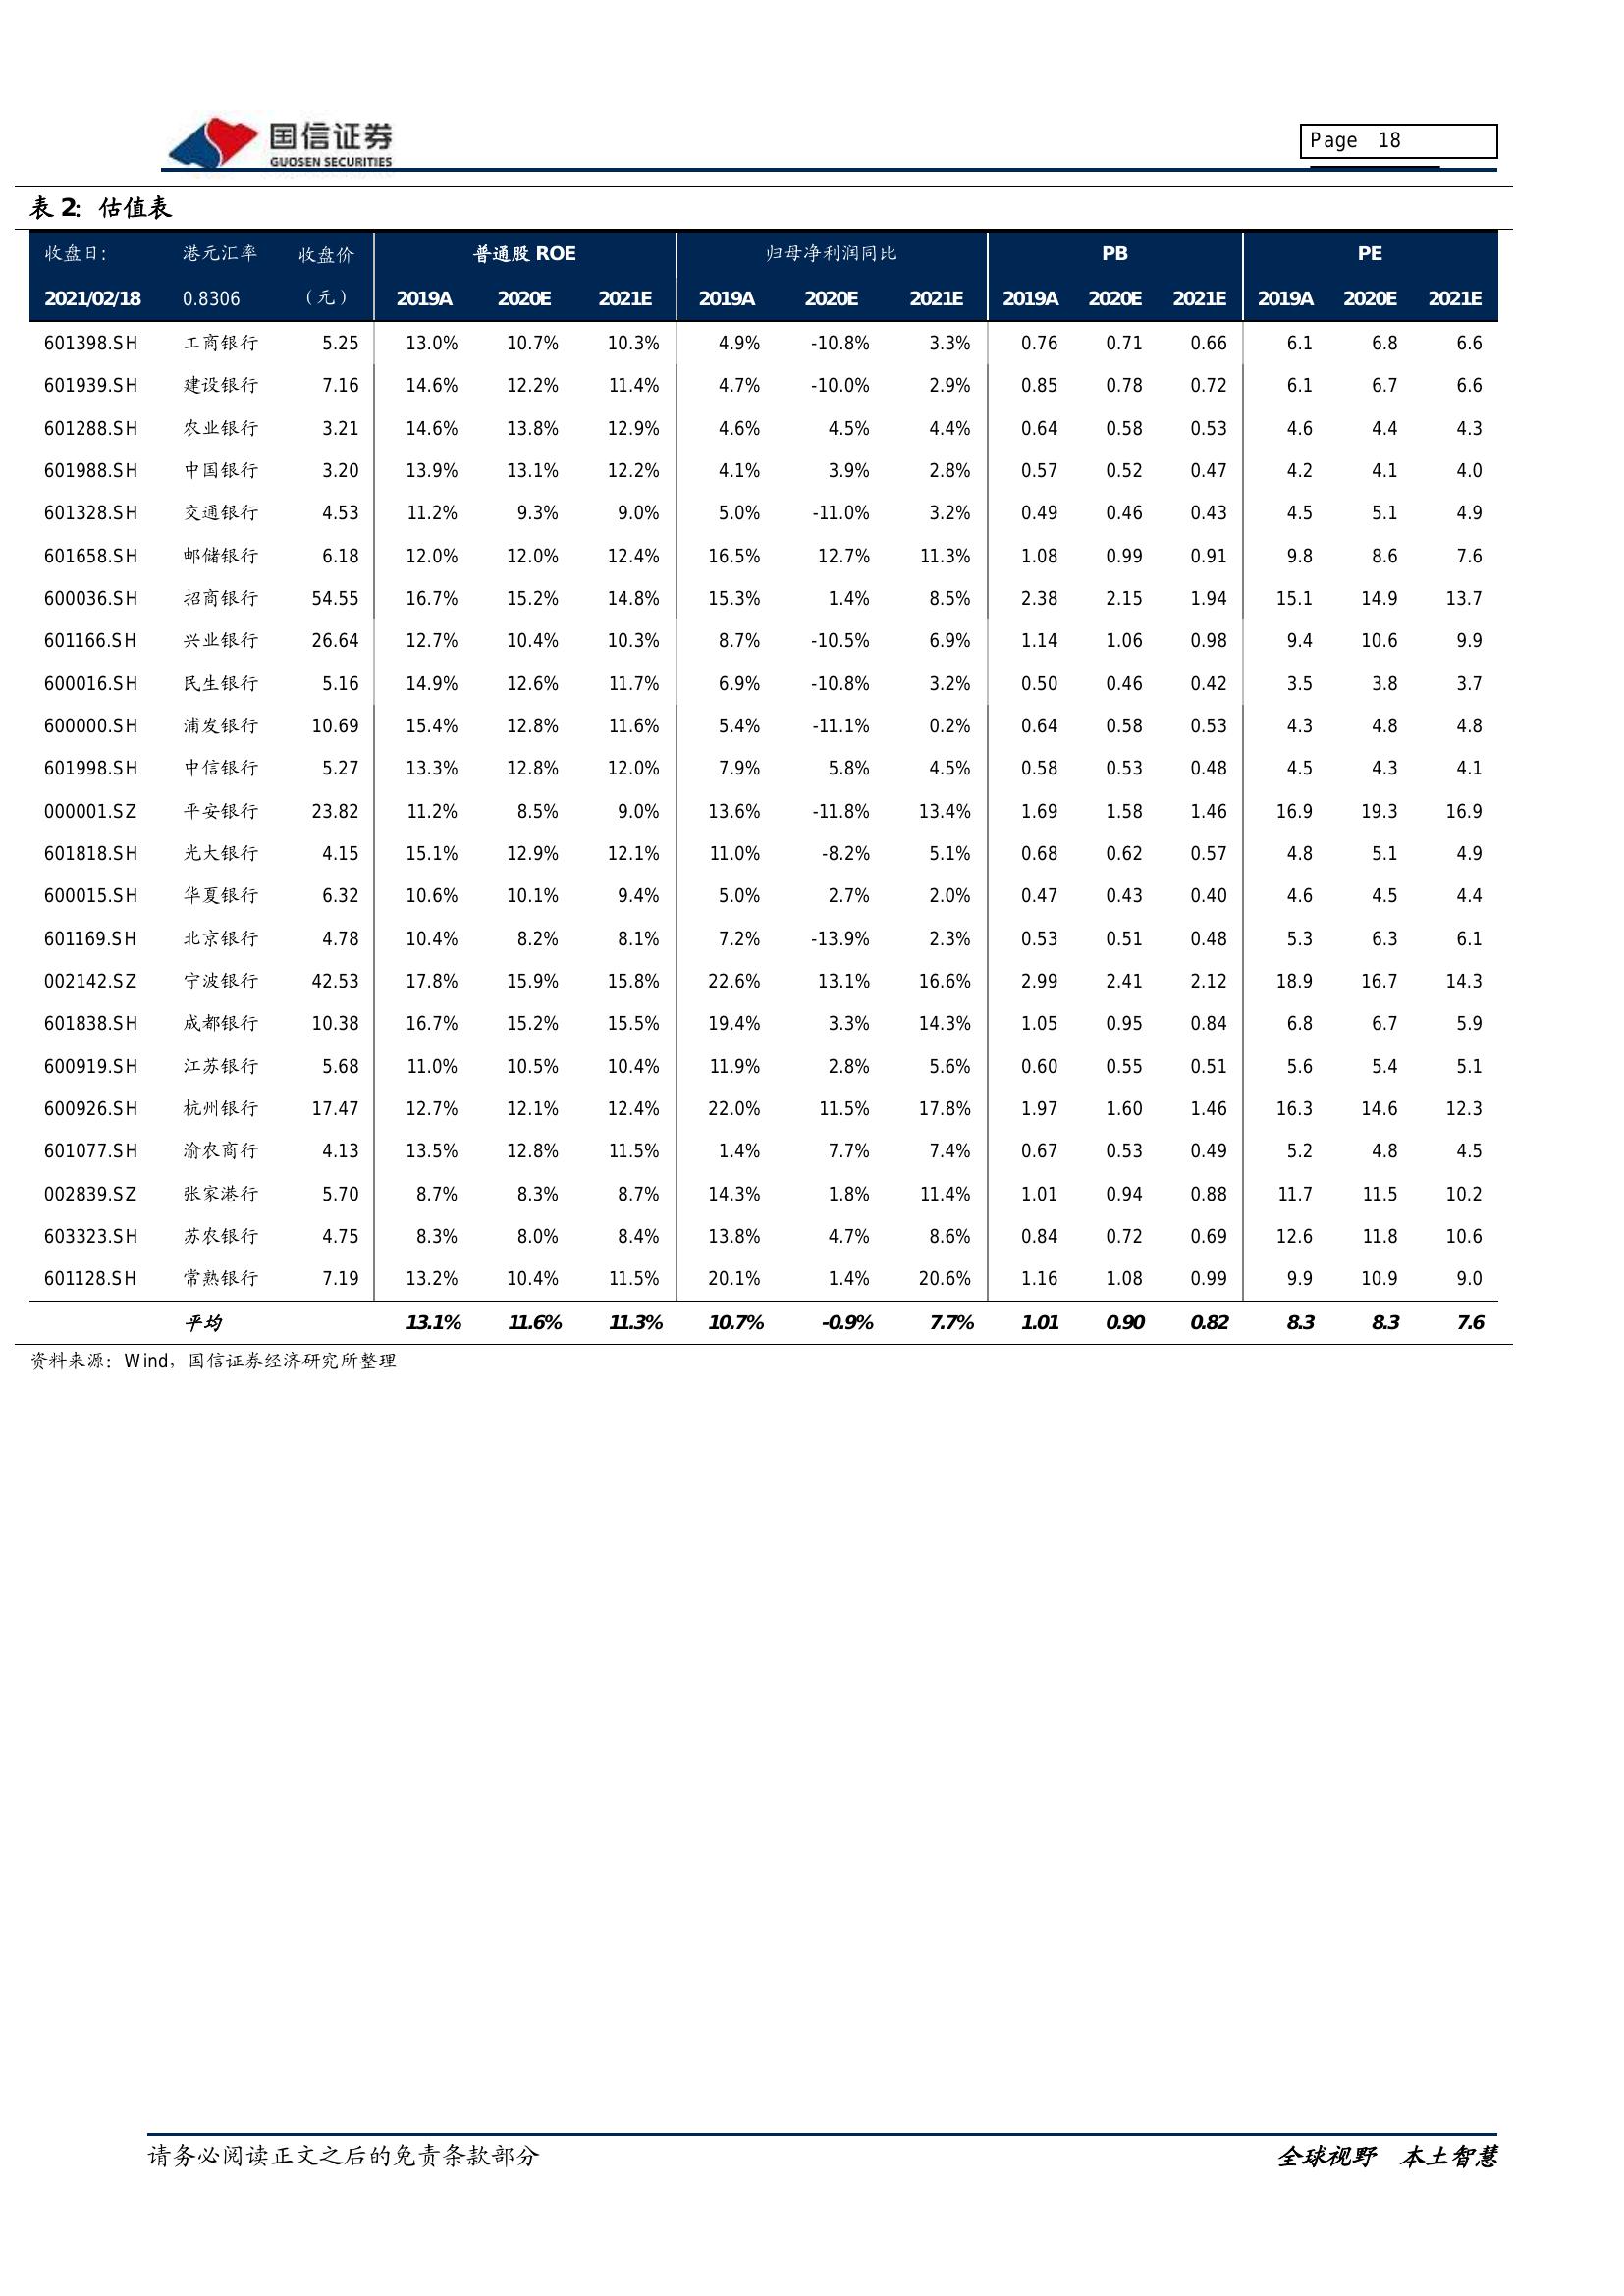 国信证券
GUOSEN SECURITIES
Page 18
表 2：估值表
收盘日： 港元汇率 收盘价 普通股 ROE 归母净利润同比 PB PE
2021/02/18 0.8306 （元） 2019A 2020E 2021E 2019A 2020E 2021E 2019A 2020E 2021E 2019A 2020E 2021E
601398.SH 工商银行 5.25 13.0% 10.7% 10.3% 4.9% -10.8% 3.3% 0.76 0.71 0.66 6.1 6.8 6.6
601939.SH 建设银行 7.16 14.6% 12.2% 11.4% 4.7% -10.0% 2.9% 0.85 0.78 0.72 6.1 6.7 6.6
601288.SH 农业银行 3.21 14.6% 13.8% 12.9% 4.6% 4.5% 4.4% 0.64 0.58 0.53 4.6 4.4 4.3
601988.SH 中国银行 3.20 13.9% 13.1% 12.2% 4.1% 3.9% 2.8% 0.57 0.52 0.47 4.2 4.1 4.0
601328.SH 交通银行 4.53 11.2% 9.3% 9.0% 5.0% -11.0% 3.2% 0.49 0.46 0.43 4.5 5.1 4.9
601658.SH 邮储银行 6.18 12.0% 12.0% 12.4% 16.5% 12.7% 11.3% 1.08 0.99 0.91 9.8 8.6 7.6
600036.SH 招商银行 54.55 16.7% 15.2% 14.8% 15.3% 1.4% 8.5% 2.38 2.15 1.94 15.1 14.9 13.7
601166.SH 兴业银行 26.64 12.7% 10.4% 10.3% 8.7% -10.5% 6.9% 1.14 1.06 0.98 9.4 10.6 9.9
600016.SH 民生银行 5.16 14.9% 12.6% 11.7% 6.9% -10.8% 3.2% 0.50 0.46 0.42 3.5 3.8 3.7
600000.SH 浦发银行 10.69 15.4% 12.8% 11.6% 5.4% -11.1% 0.2% 0.64 0.58 0.53 4.3 4.8 4.8
601998.SH 中信银行 5.27 13.3% 12.8% 12.0% 7.9% 5.8% 4.5% 0.58 0.53 0.48 4.5 4.3 4.1
000001.SZ 平安银行 23.82 11.2% 8.5% 9.0% 13.6% -11.8% 13.4% 1.69 1.58 1.46 16.9 19.3 16.9
601818.SH 光大银行 4.15 15.1% 12.9% 12.1% 11.0% -8.2% 5.1% 0.68 0.62 0.57 4.8 5.1 4.9
600015.SH 华夏银行 6.32 10.6% 10.1% 9.4% 5.0% 2.7% 2.0% 0.47 0.43 0.40 4.6 4.5 4.4
601169.SH 北京银行 4.78 10.4% 8.2% 8.1% 7.2% -13.9% 2.3% 0.53 0.51 0.48 5.3 6.3 6.1
002142.SZ 宁波银行 42.53 17.8% 15.9% 15.8% 22.6% 13.1% 16.6% 2.99 2.41 2.12 18.9 16.7 14.3
601838.SH 成都银行 10.38 16.7% 15.2% 15.5% 19.4% 3.3% 14.3% 1.05 0.95 0.84 6.8 6.7 5.9
600919.SH 江苏银行 5.68 11.0% 10.5% 10.4% 11.9% 2.8% 5.6% 0.60 0.55 0.51 5.6 5.4 5.1
600926.SH 杭州银行 17.47 12.7% 12.1% 12.4% 22.0% 11.5% 17.8% 1.97 1.60 1.46 16.3 14.6 12.3
601077.SH 渝农商行 4.13 13.5% 12.8% 11.5% 1.4% 7.7% 7.4% 0.67 0.53 0.49 5.2 4.8 4.5
002839.SZ 张家港行 5.70 8.7% 8.3% 8.7% 14.3% 1.8% 11.4% 1.01 0.94 0.88 11.7 11.5 10.2
603323.SH 苏农银行 4.75 8.3% 8.0% 8.4% 13.8% 4.7% 8.6% 0.84 0.72 0.69 12.6 11.8 10.6
601128.SH 常熟银行 7.19 13.2% 10.4% 11.5% 20.1% 1.4% 20.6% 1.16 1.08 0.99 9.9 10.9 9.0
平均 13.1% 11.6% 11.3% 10.7% -0.9% 7.7% 1.01 0.90 0.82 8.3 8.3 7.6
资料来源：Wind，国信证券经济研究所整理
请务必阅读正文之后的免责条款部分 全球视野 本土智慧